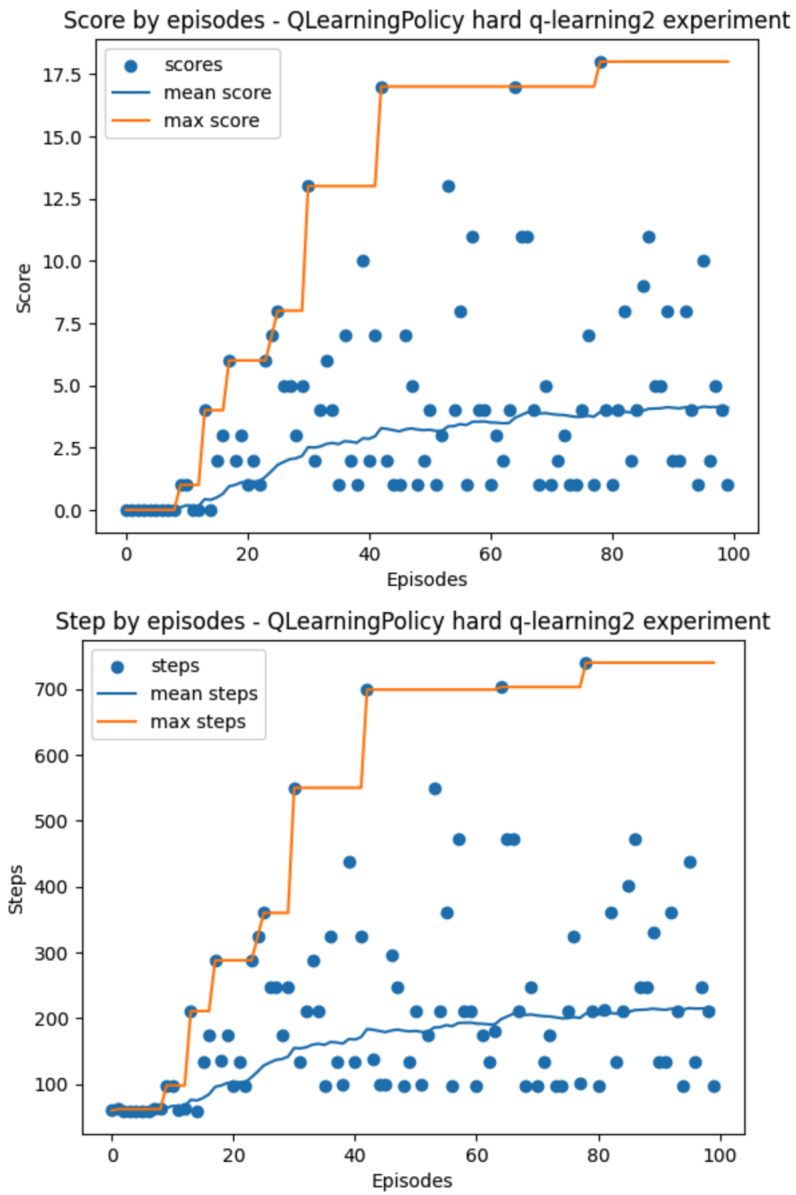 Score by episodes - QLearningPolicy hard q-learning2 experiment
scores
mean score
max score
17.5
15.0
12.5
10.0
7.5
5.0
2.5
0.0
Score
0 20 40 60 80 100
Episodes
Step by episodes - QLearningPolicy hard q-learning2 experiment
steps
mean steps
max steps
700
600
500
400
300
200
100
Steps
0 20 40 60 80 100
Episodes